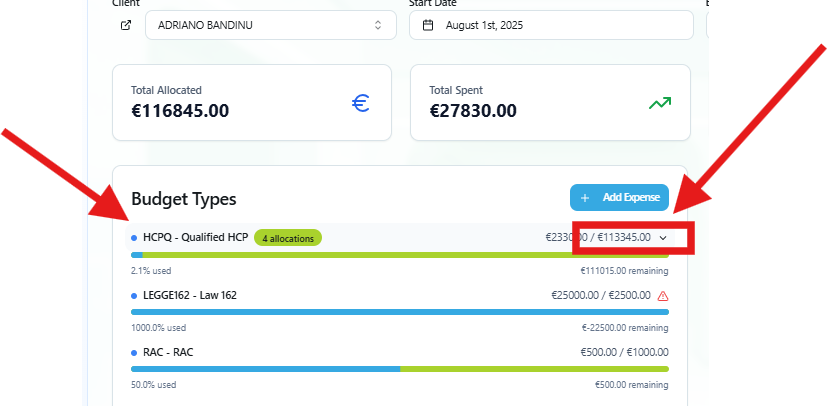 Client
Start Date
ADRIANO BANDINU
August 1st, 2025
Total Allocated
€116845.00
Total Spent
€27830.00
Budget Types
+ Add Expense
HCPQ - Qualified HCP
4 allocations
€2330.00 / €113345.00
2.1% used
€111015.00 remaining
LEGGE162 - Law 162
€25000.00 / €2500.00
1000.0% used
€-22500.00 remaining
RAC - RAC
€500.00 / €1000.00
50.0% used
€500.00 remaining